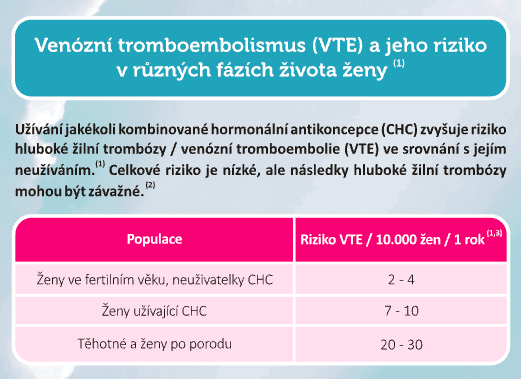 Venózní tromboembolismus (VTE) a jeho riziko
v různých fázích života ženy (1)
Užívání jakékoli kombinované hormonální antikoncepce (CHC) zvyšuje riziko
hluboké žilní trombózy / venózní tromboembolie (VTE) ve srovnání s jejím
neužíváním.(1) Celkové riziko je nízké, ale následky hluboké žilní trombózy
mohou být závažné.(2)
Populace Riziko VTE / 10.000 žen / 1 rok (1,3)
Ženy ve fertilním věku, neuživatelky CHC 2 - 4
Ženy užívající CHC 7 - 10
Těhotné a ženy po porodu 20 - 30